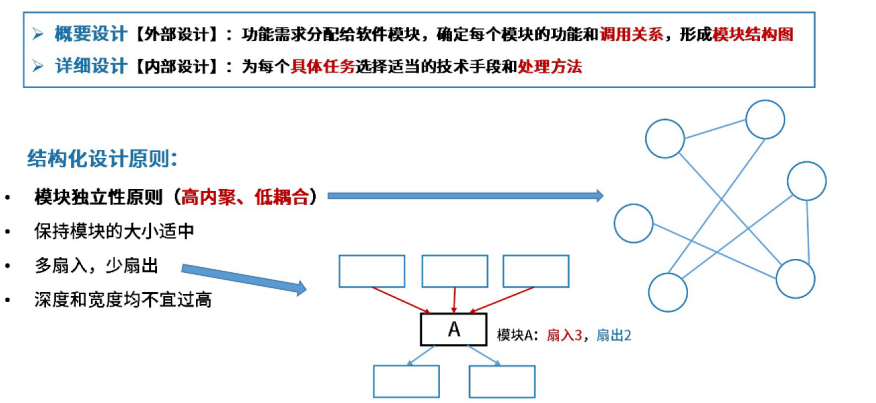 ➢ 概要设计【外部设计】：功能需求分配给软件模块，确定每个模块的功能和调用关系，形成模块结构图
➢ 详细设计【内部设计】：为每个具体任务选择适当的技术手段和处理方法
结构化设计原则：
• 模块独立性原则（高内聚、低耦合）
• 保持模块的大小适中
• 多扇入，少扇出
• 深度和宽度均不宜过高
A
模块A：扇入3，扇出2